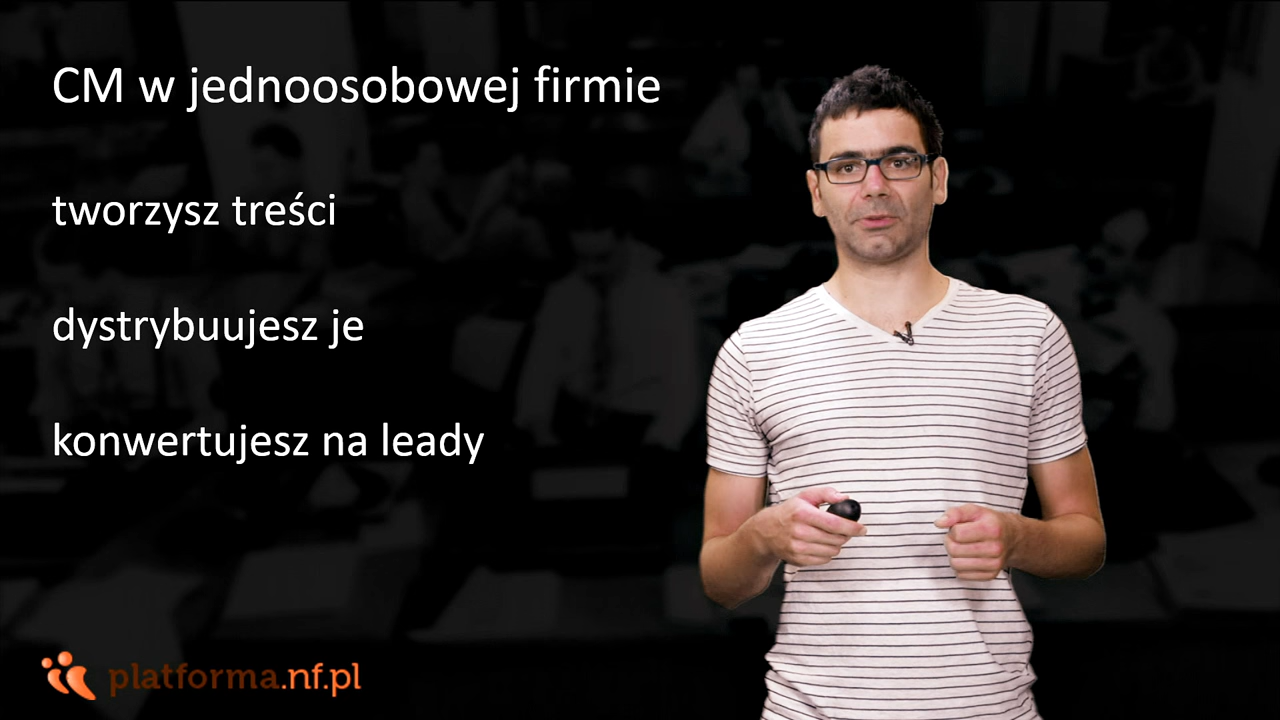 CM w jednoosobowej firmie
tworzysz treści
dystrybuujesz je
konwertujesz na leady
platforma.nf.pl